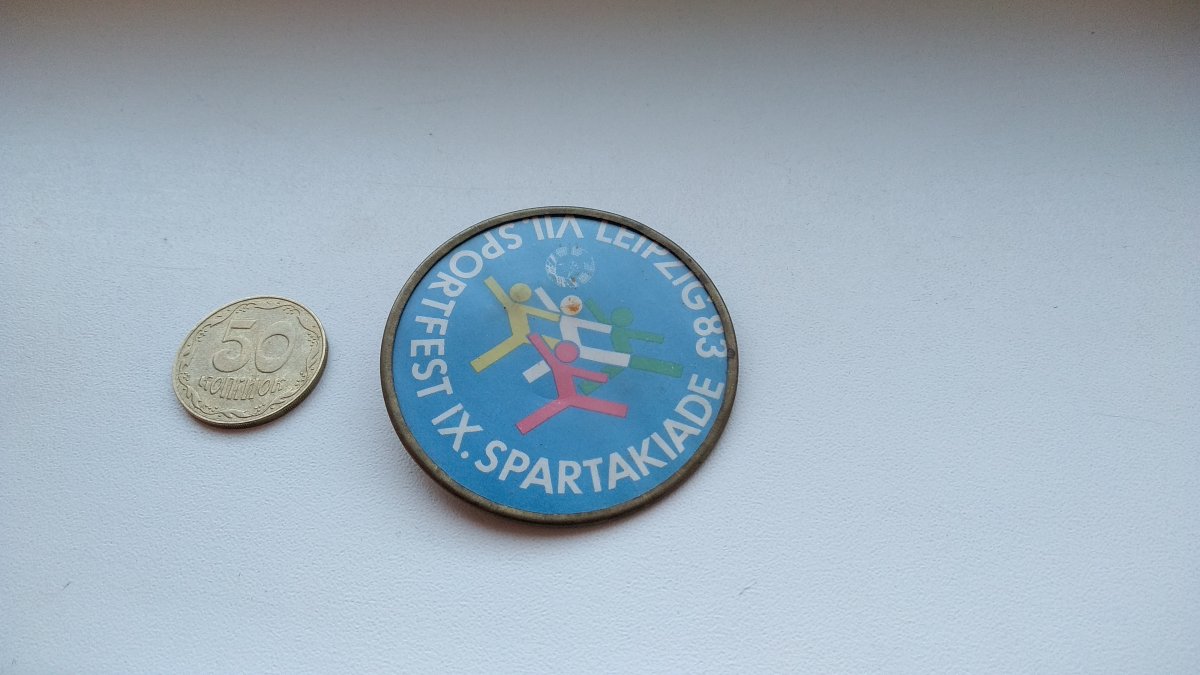 50
КОПІЙОК
VII. SPORTFEST IX. SPARTAKIADE
LEIPZIG 83